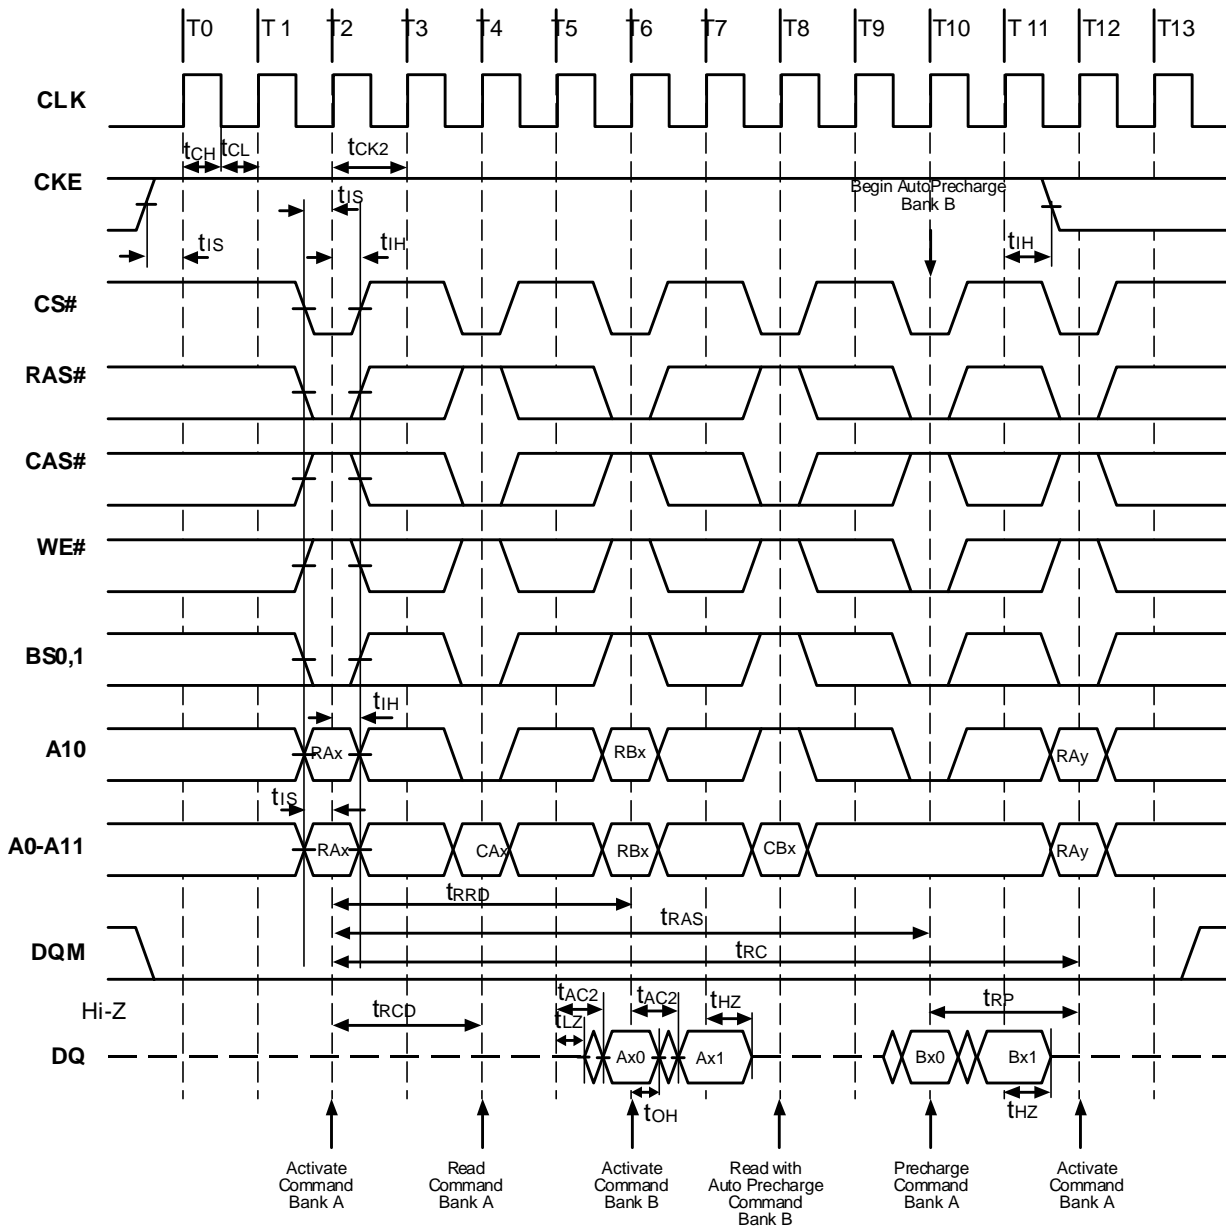 T0 T1 T2 T3 T4 T5 T6 T7 T8 T9 T10 T11 T12 T13
CLK
tCH tCL tCK2
CKE
Begin AutoPrecharge
Bank B
tIS
tIS tIH tIH
CS#
RAS#
CAS#
WE#
BS0,1
tIH
A10
RAx RBx RAy
tIS
A0-A11
RAx CAx RBx CBx RAy
tRRD
tRAS
DQM
tRC
Hi-Z
tRCD tAC2 tAC2 tHZ tRP
tLZ
DQ
Ax0 Ax1 Bx0 Bx1
tOH tHZ
Activate
Command
Bank A
Read
Command
Bank A
Activate
Command
Bank B
Read with
Auto Precharge
Command
Bank B
Precharge
Command
Bank A
Activate
Command
Bank A